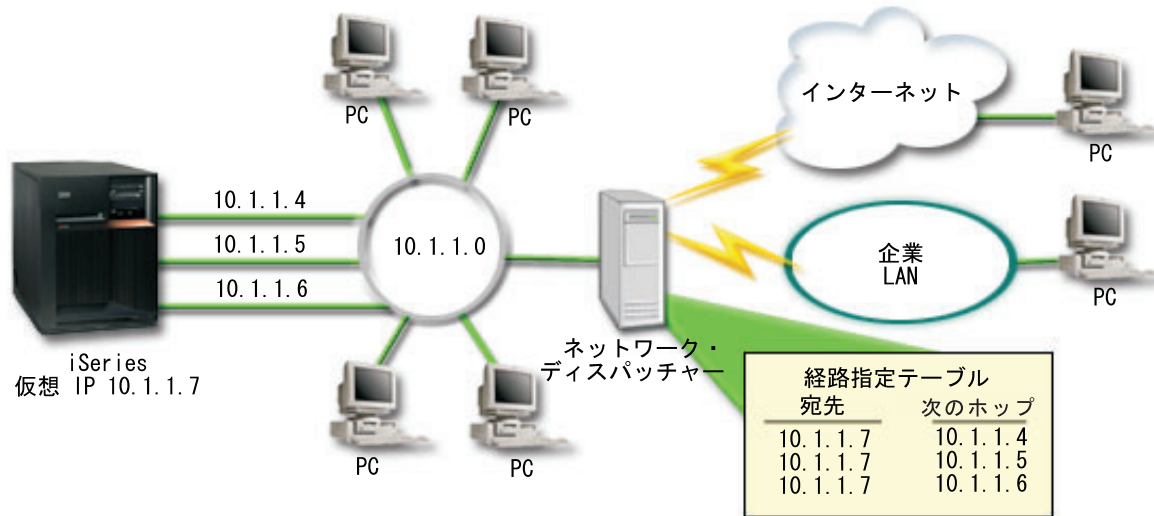 PC
PC
インターネット
PC
10.1.1.4
10.1.1.5
10.1.1.6
10.1.1.0
企業
LAN
PC
iSeries
仮想 IP 10.1.1.7
ネットワーク・
ディスパッチャー
PC
PC
経路指定テーブル
宛先 次のホップ
10.1.1.7 10.1.1.4
10.1.1.7 10.1.1.5
10.1.1.7 10.1.1.6